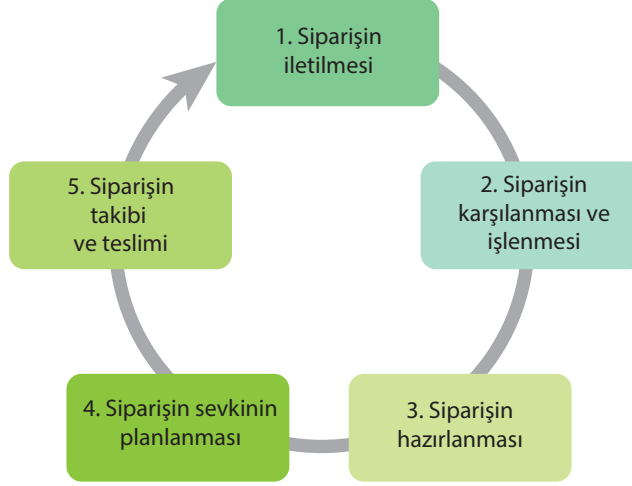 1. Siparişin
iletilmesi
2. Siparişin
karşılanması ve
işlenmesi
3. Siparişin
hazırlanması
4. Siparişin sevkinin
planlanması
5. Siparişin
takibi
ve teslimi